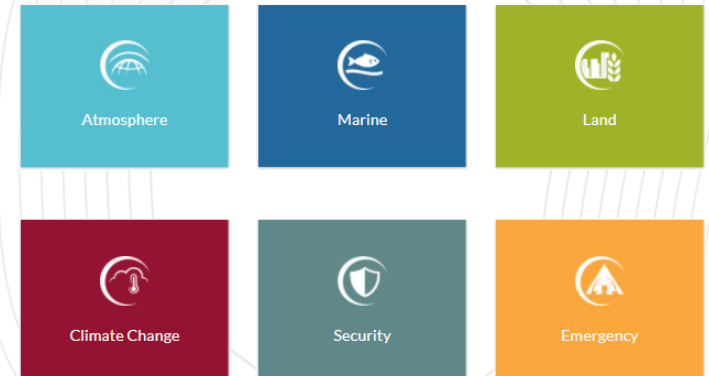 Atmosphere
Marine
Land
Climate Change
Security
Emergency